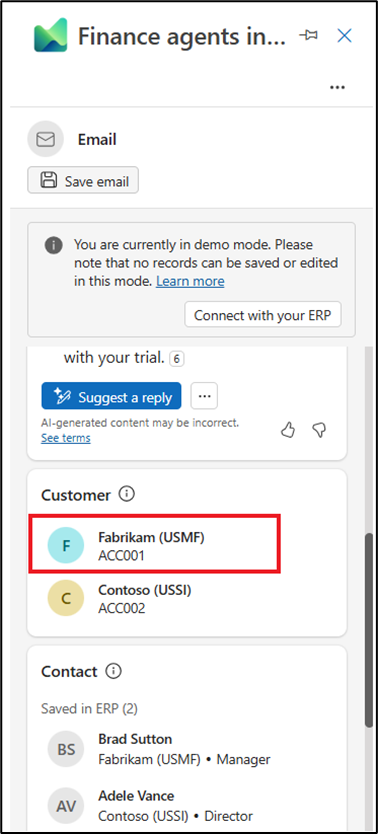 Finance agents in...
...
Email
Save email
You are currently in demo mode. Please
note that no records can be saved or edited
in this mode. Learn more
Connect with your ERP
with your trial. 6
Suggest a reply
...
AI-generated content may be incorrect.
See terms
Customer
F
Fabrikam (USMF)
ACC001
C
Contoso (USSI)
ACC002
Contact
Saved in ERP (2)
BS
Brad Sutton
Fabrikam (USMF) • Manager
AV
Adele Vance
Contoso (USSI) • Director